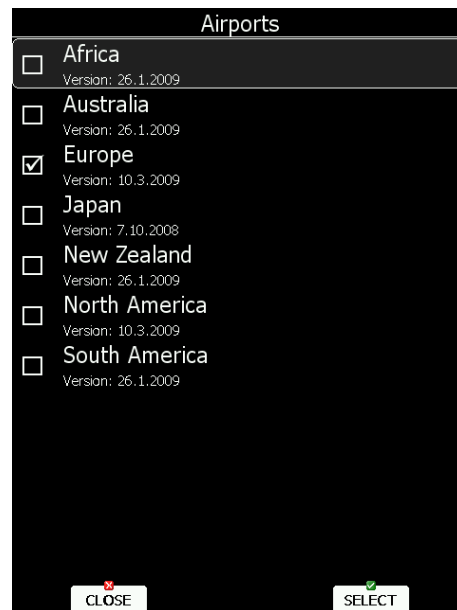 Airports
Africa
Version: 26.1.2009
Australia
Version: 26.1.2009
Europe
Version: 10.3.2009
Japan
Version: 7.10.2008
New Zealand
Version: 26.1.2009
North America
Version: 10.3.2009
South America
Version: 26.1.2009
CLOSE
SELECT